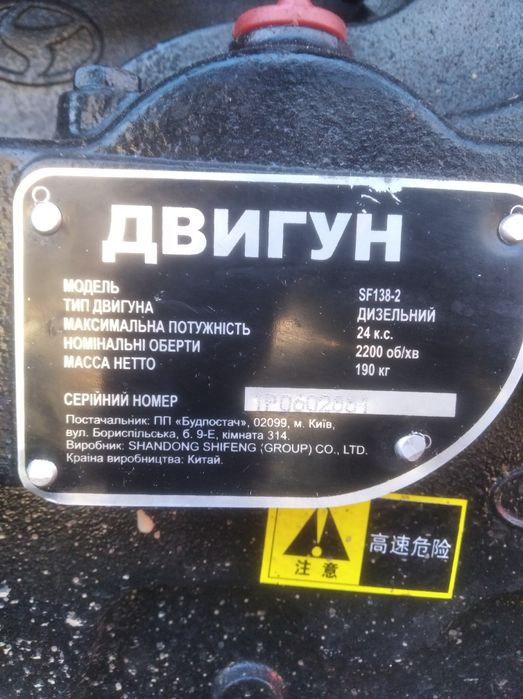 ДВИГУН
МОДЕЛЬ SF138-2
ТИП ДВИГУНА ДИЗЕЛЬНИЙ
МАКСИМАЛЬНА ПОТУЖНІСТЬ 24 к.с.
НОМІНАЛЬНІ ОБЕРТИ 2200 об/хв
МАССА НЕТТО 190 кг
СЕРІЙНИЙ НОМЕР
Постачальник: ПП «Будпостач», 02099, м. Київ,
вул. Бориспільська, б. 9-Е, кімната 314.
Виробник: SHANDONG SHIFENG (GROUP) CO., LTD.
Країна виробництва: Китай.
注意 高速危险